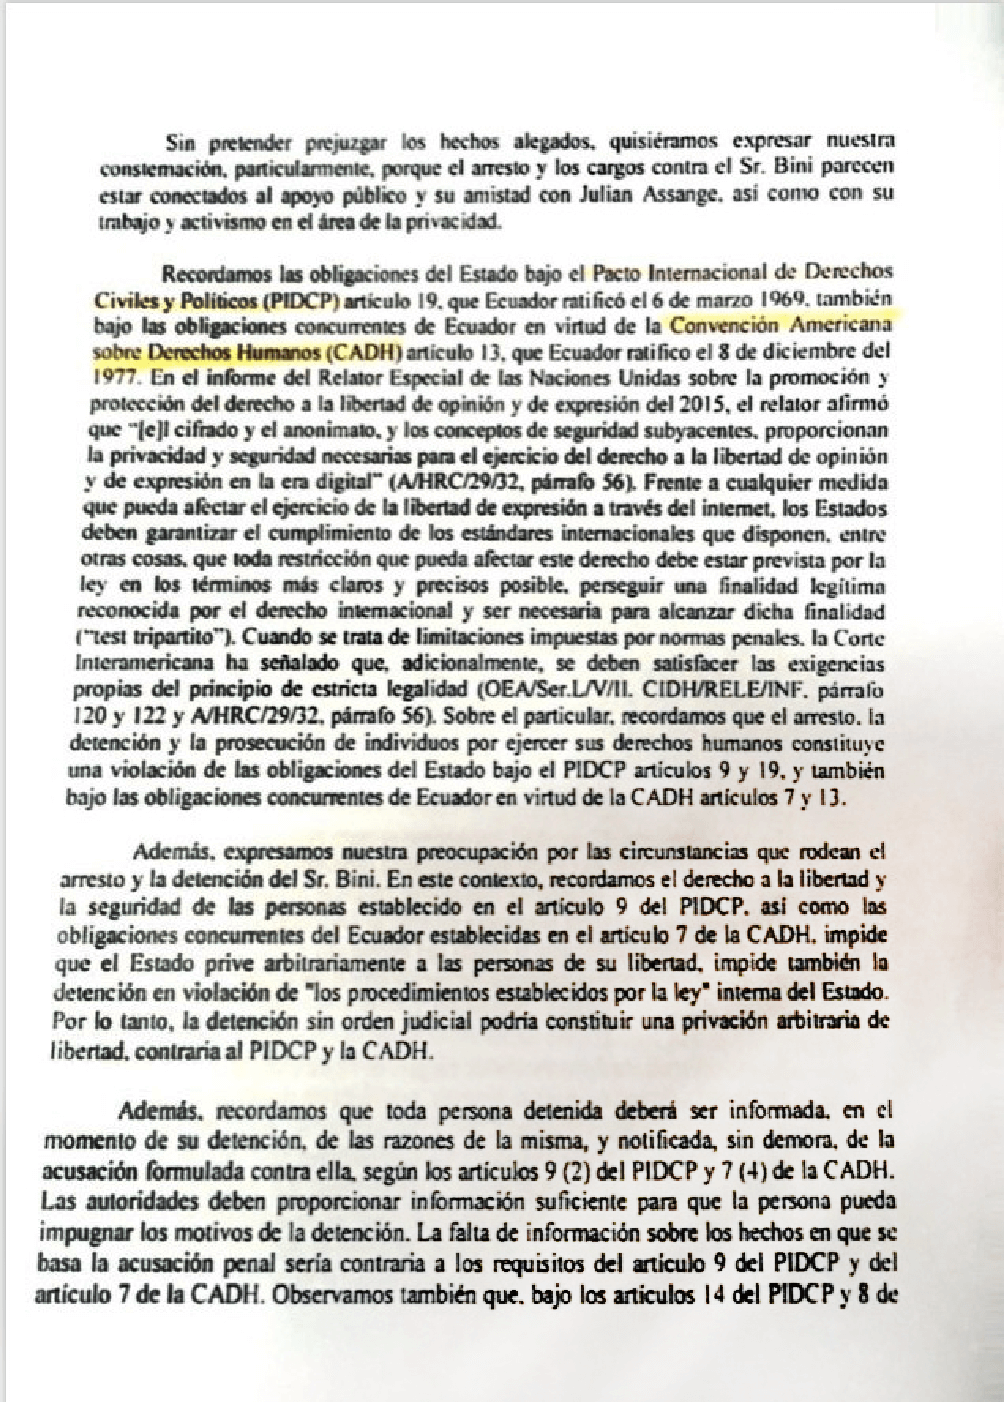 Sin pretender prejuzgar los hechos alegados, quisiéramos expresar nuestra
consternación, particularmente, porque el arresto y los cargos contra el Sr. Bini parecen
estar conectados al apoyo público y su amistad con Julian Assange, así como con su
trabajo y activismo en el área de la privacidad.
Recordamos las obligaciones del Estado bajo el Pacto Internacional de Derechos
Civiles y Políticos (PIDCP) artículo 19, que Ecuador ratificó el 6 de marzo 1969, también
bajo las obligaciones concurrentes de Ecuador en virtud de la Convención Americana
sobre Derechos Humanos (CADH) artículo 13, que Ecuador ratifico el 8 de diciembre del
1977. En el informe del Relator Especial de las Naciones Unidas sobre la promoción y
protección del derecho a la libertad de opinión y de expresión del 2015, el relator afirmó
que "[e]l cifrado y el anonimato, y los conceptos de seguridad subyacentes, proporcionan
la privacidad y seguridad necesarias para el ejercicio del derecho a la libertad de opinión
y de expresión en la era digital" (A/HRC/29/32, párrafo 56). Frente a cualquier medida
que pueda afectar el ejercicio de la libertad de expresión a través del internet, los Estados
deben garantizar el cumplimiento de los estándares internacionales que disponen, entre
otras cosas, que toda restricción que pueda afectar este derecho debe estar prevista por la
ley en los términos más claros y precisos posible, perseguir una finalidad legítima
reconocida por el derecho internacional y ser necesaria para alcanzar dicha finalidad
("test tripartito"). Cuando se trata de limitaciones impuestas por normas penales, la Corte
Interamericana ha señalado que, adicionalmente, se deben satisfacer las exigencias
propias del principio de estricta legalidad (OEA/Ser.L/V/II. CIDH/RELE/INF. párrafo
120 y 122 y A/HRC/29/32, párrafo 56). Sobre el particular, recordamos que el arresto, la
detención y la prosecución de individuos por ejercer sus derechos humanos constituye
una violación de las obligaciones del Estado bajo el PIDCP artículos 9 y 19, y también
bajo las obligaciones concurrentes de Ecuador en virtud de la CADH artículos 7 y 13.
Además, expresamos nuestra preocupación por las circunstancias que rodean el
arresto y la detención del Sr. Bini. En este contexto, recordamos el derecho a la libertad y
la seguridad de las personas establecido en el artículo 9 del PIDCP, así como las
obligaciones concurrentes del Ecuador establecidas en el artículo 7 de la CADH, impide
que el Estado prive arbitrariamente a las personas de su libertad, impide también la
detención en violación de "los procedimientos establecidos por la ley" interna del Estado.
Por lo tanto, la detención sin orden judicial podría constituir una privación arbitraria de
libertad, contraria al PIDCP y la CADH.
Además, recordamos que toda persona detenida deberá ser informada, en el
momento de su detención, de las razones de la misma, y notificada, sin demora, de la
acusación formulada contra ella, según los artículos 9 (2) del PIDCP y 7 (4) de la CADH.
Las autoridades deben proporcionar información suficiente para que la persona pueda
impugnar los motivos de la detención. La falta de información sobre los hechos en que se
basa la acusación penal sería contraria a los requisitos del artículo 9 del PIDCP y del
artículo 7 de la CADH. Observamos también que, bajo los artículos 14 del PIDCP y 8 de